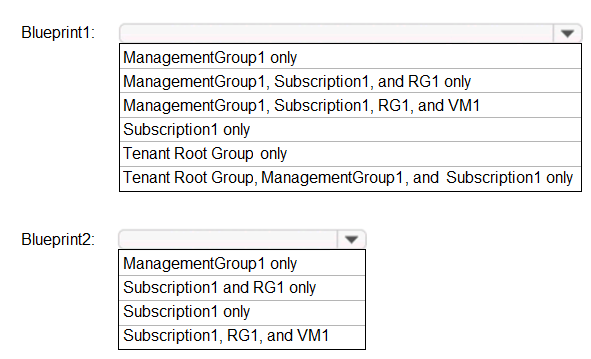 Blueprint1:
ManagementGroup1 only
ManagementGroup1, Subscription1, and RG1 only
ManagementGroup1, Subscription1, RG1, and VM1
Subscription1 only
Tenant Root Group only
Tenant Root Group, ManagementGroup1, and Subscription1 only
Blueprint2:
ManagementGroup1 only
Subscription1 and RG1 only
Subscription1 only
Subscription1, RG1, and VM1